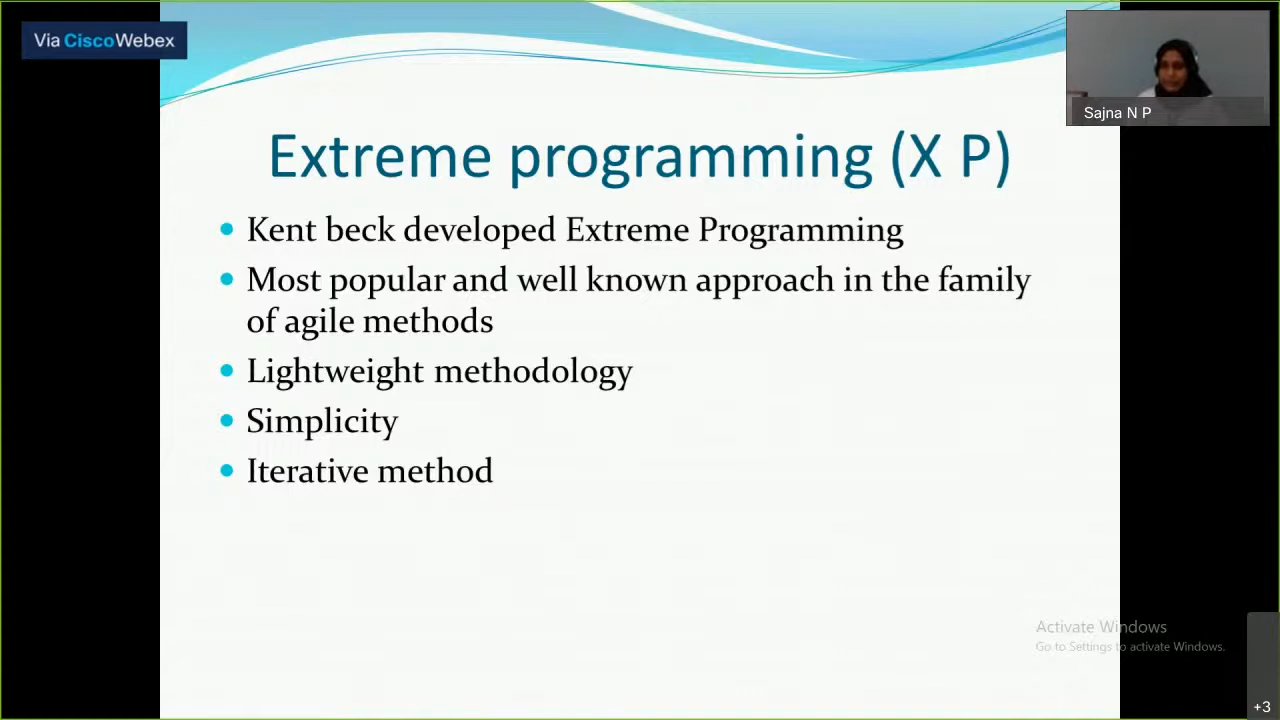 Via Cisco Webex
Sajna N P
Extreme programming (X P)
• Kent beck developed Extreme Programming
• Most popular and well known approach in the family
of agile methods
• Lightweight methodology
• Simplicity
• Iterative method
Activate Windows
Go to Settings to activate Windows.
+3